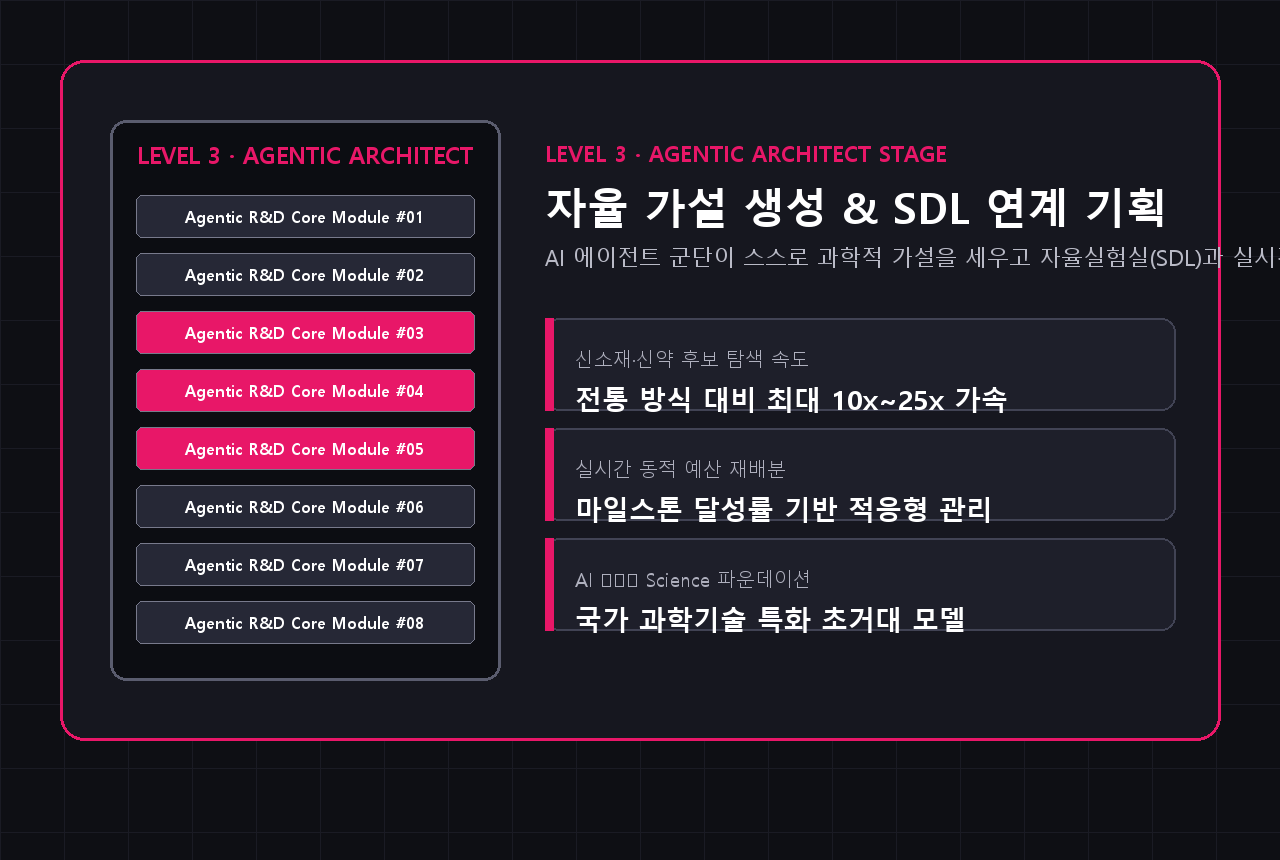 LEVEL 3 · AGENTIC ARCHITECT
Agentic R&D Core Module #01
Agentic R&D Core Module #02
Agentic R&D Core Module #03
Agentic R&D Core Module #04
Agentic R&D Core Module #05
Agentic R&D Core Module #06
Agentic R&D Core Module #07
Agentic R&D Core Module #08
LEVEL 3 · AGENTIC ARCHITECT STAGE
자율 가설 생성 & SDL 연계 기획
AI 에이전트 군단이 스스로 과학적 가설을 세우고 자율실험실(SDL)과
신소재·신약 후보 탐색 속도
전통 방식 대비 최대 10x~25x 가속
실시간 동적 예산 재배분
마일스톤 달성률 기반 적응형 관리
AI Science 파운데이션
국가 과학기술 특화 초거대 모델